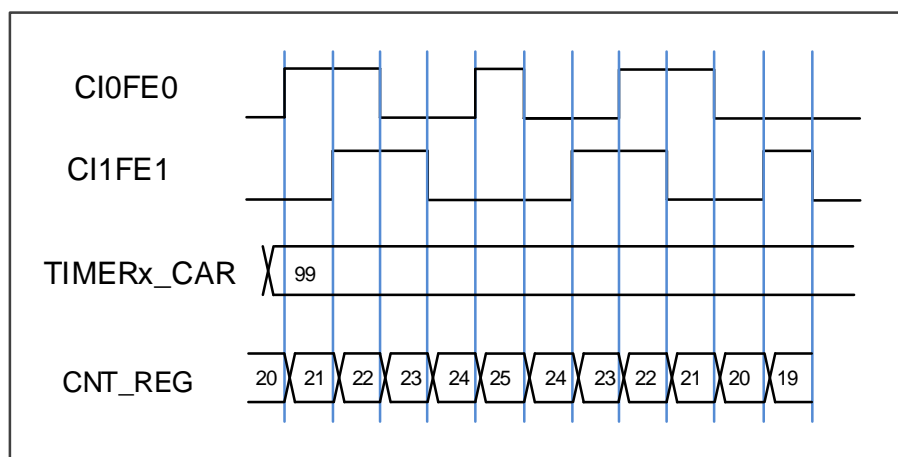 CI0FE0
CI1FE1
TIMERx_CAR 99
CNT_REG 20 21 22 23 24 25 24 23 22 21 20 19